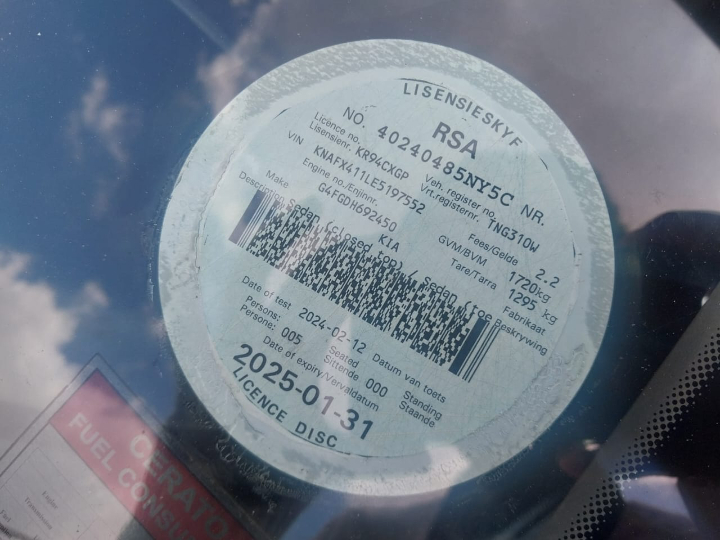 LISENSIESKYF
RSA
NO. 40240485NY5C NR.
Licence no. Veh. register no.
Lisensienr. KR94CXGP Vrt.registernr. TNG310W
VIN KNAFX411LE5197552 Fees/Gelde 2.2
Engine no./Enjinnr. GVM/BVM 1720kg
G4FGDH692450 Tare/Tarra 1295 kg
Make KIA Fabrikaat
Description Sedan (closed top) / Sedan (toe Beskrywing
Date of test 2024-02-12 Datum van toets
Persons: 005 Seated 000 Standing
Persone: Sittende Staande
Date of expiry/Vervaldatum
2025-01-31
LICENCE DISC
CERATO
FUEL CONSU